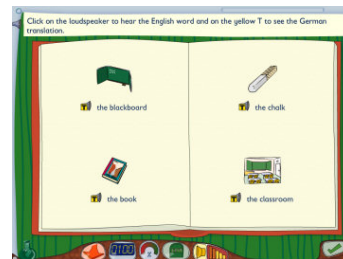 Click on the loudspeaker to hear the English word and on the yellow T to see the German
translation.
T the blackboard
T the chalk
T the book
T the classroom